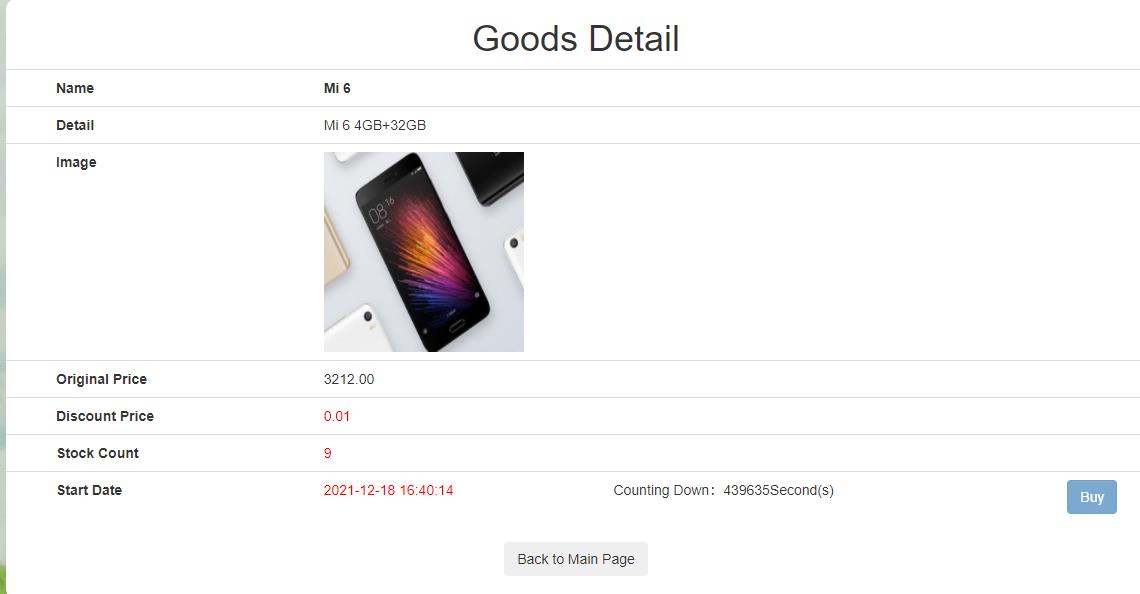 Goods Detail
Name Mi 6
Detail Mi 6 4GB+32GB
Image
08:16
Original Price 3212.00
Discount Price 0.01
Stock Count 9
Start Date 2021-12-18 16:40:14 Counting Down：439635Second(s) Buy
Back to Main Page